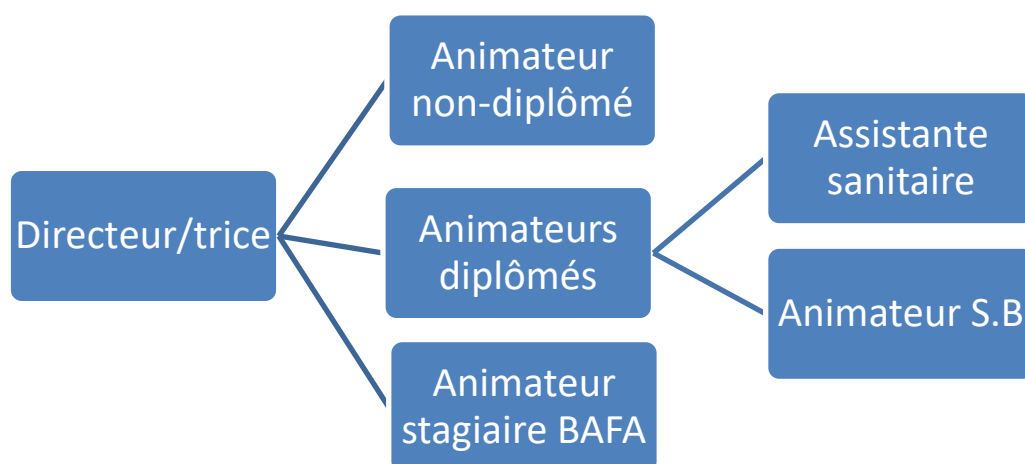 Animateur
non-diplômé
Assistante
sanitaire
Directeur/trice
Animateurs
diplômés
Animateur S.B
Animateur
stagiaire BAFA